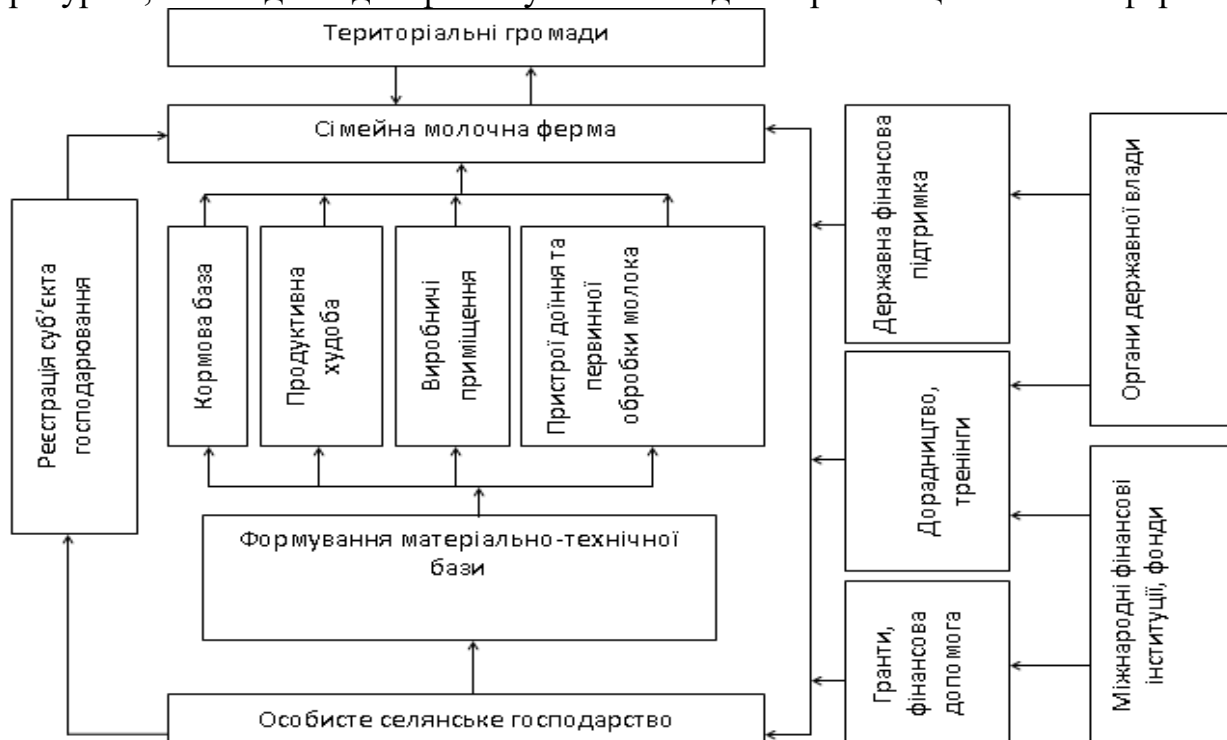 Територіальні громади
Сімейна молочна ферма
Реєстрація суб’єкта
господарювання
Кормова база
Продуктивна
худоба
Виробничі
приміщення
Пристрої доїння та
первинної
обробки молока
Формування матеріально-технічної
бази
Особисте селянське господарство
Державна фінансова
підтримка
Дорадництво,
тренінги
Гранти,
фінансова
допомога
Органи державної влади
Міжнародні фінансові
інституції, фонди